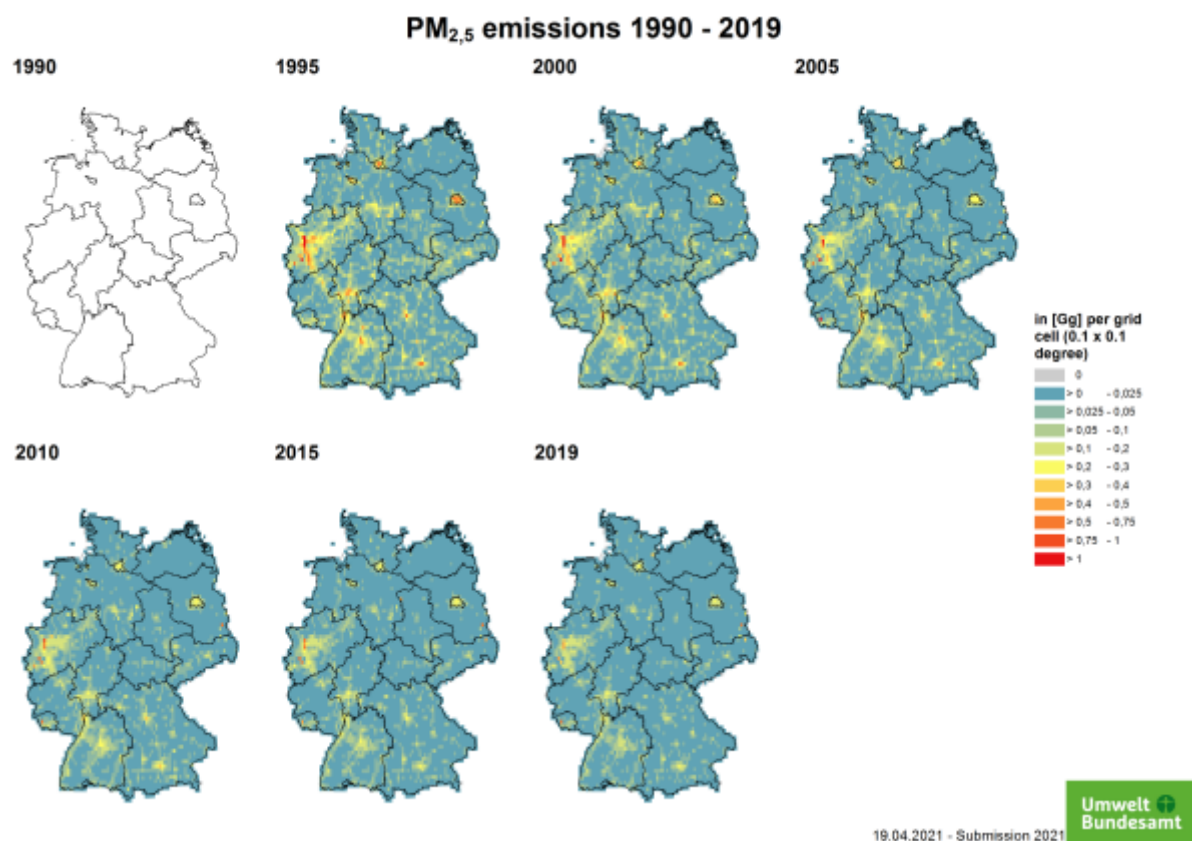 PM2,5 emissions 1990 - 2019
1990
1995
2000
2005
in [Gg] per grid
cell (0.1 x 0.1
degree)
0
> 0 - 0,025
> 0,025 - 0,05
> 0,05 - 0,1
> 0,1 - 0,2
> 0,2 - 0,3
> 0,3 - 0,4
> 0,4 - 0,5
> 0,5 - 0,75
> 0,75 - 1
> 1
2010
2015
2019
Umwelt
Bundesamt
19.04.2021 - Submission 2021